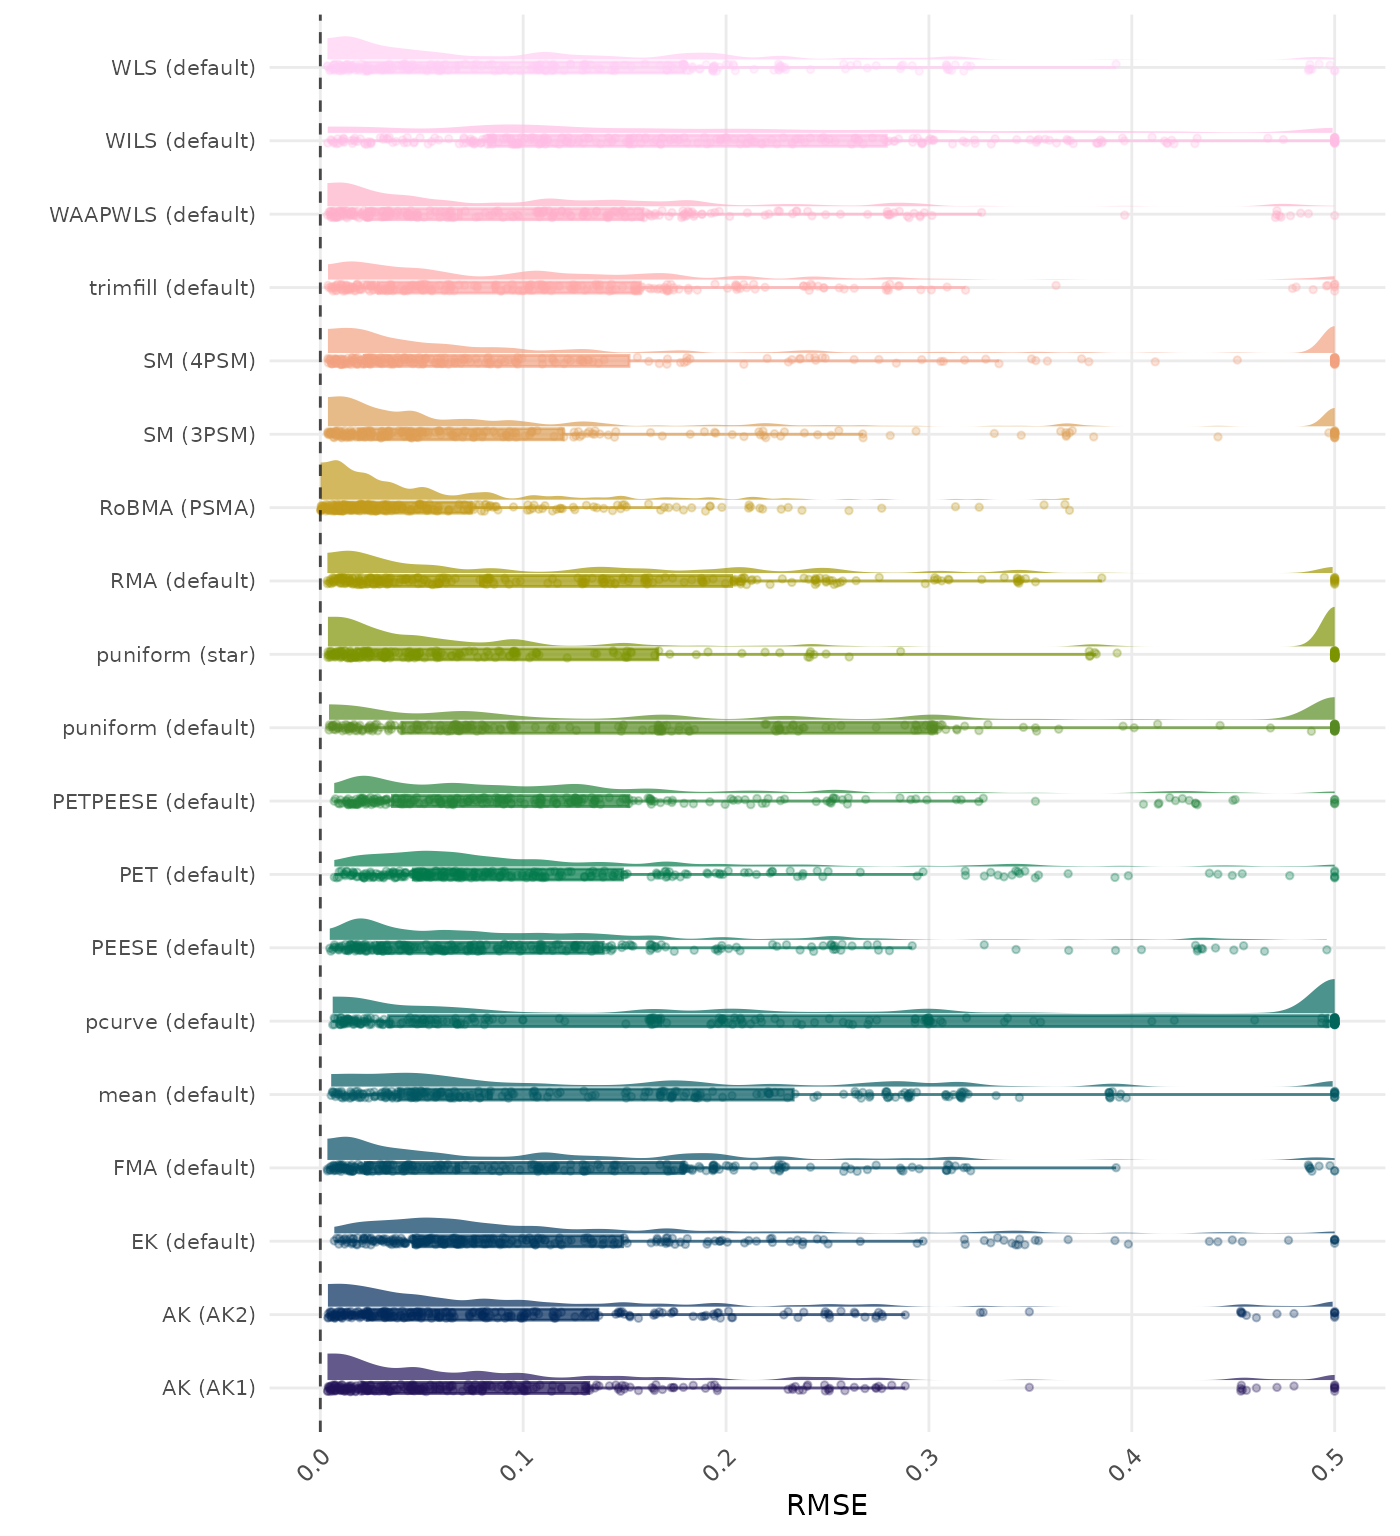 WLS (default)
WILS (default)
WAAPWLS (default)
trimfill (default)
SM (4PSM)
SM (3PSM)
RoBMA (PSMA)
RMA (default)
puniform (star)
puniform (default)
PETPEESE (default)
PET (default)
PEESE (default)
pcurve (default)
mean (default)
FMA (default)
EK (default)
AK (AK2)
AK (AK1)
0.0 0.1 0.2 0.3 0.4 0.5
RMSE